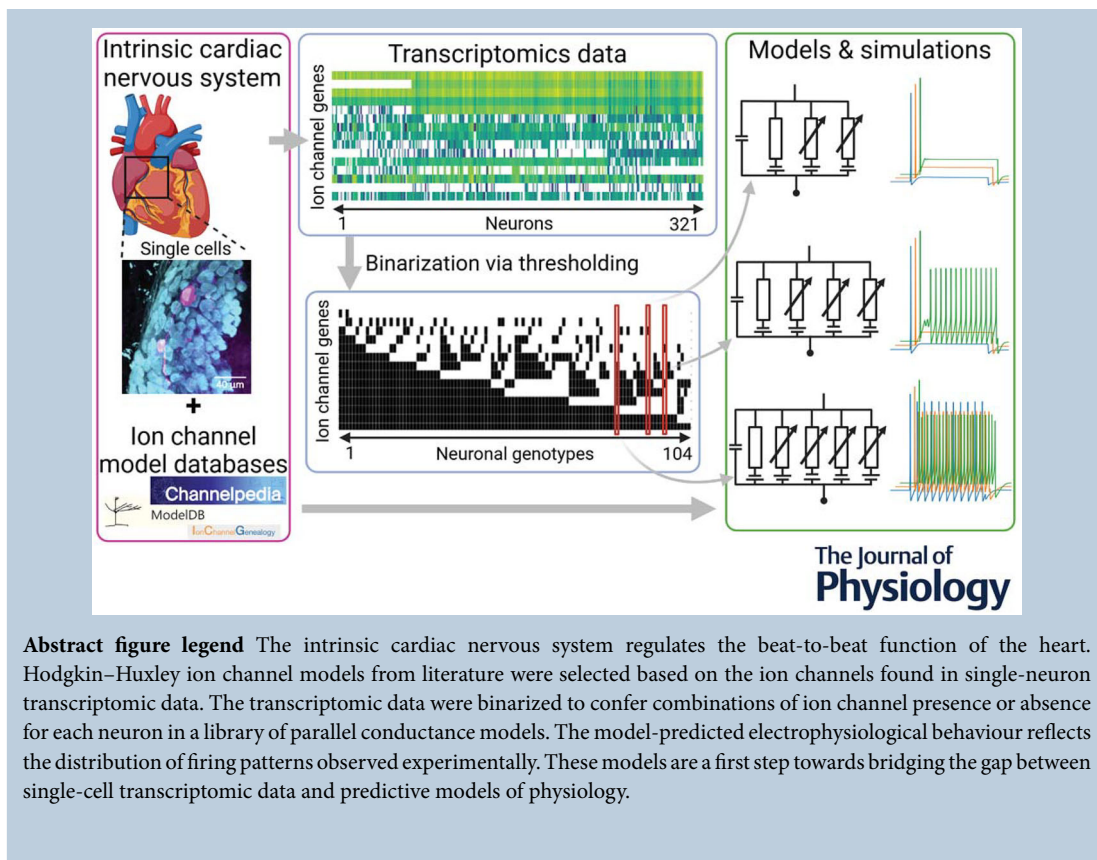 Intrinsic cardiac
nervous system
Single cells
40 µm
+
Ion channel
model databases
Channelpedia
ModelDB
IonChannelGenealogy
Transcriptomics data
Ion channel genes
1 Neurons 321
Binarization via thresholding
Ion channel genes
1 Neuronal genotypes 104
Models & simulations
The Journal of
Physiology
Abstract figure legend The intrinsic cardiac nervous system regulates the beat-to-beat function of the heart.
Hodgkin–Huxley ion channel models from literature were selected based on the ion channels found in single-neuron
transcriptomic data. The transcriptomic data were binarized to confer combinations of ion channel presence or absence
for each neuron in a library of parallel conductance models. The model-predicted electrophysiological behaviour reflects
the distribution of firing patterns observed experimentally. These models are a first step towards bridging the gap between
single-cell transcriptomic data and predictive models of physiology.